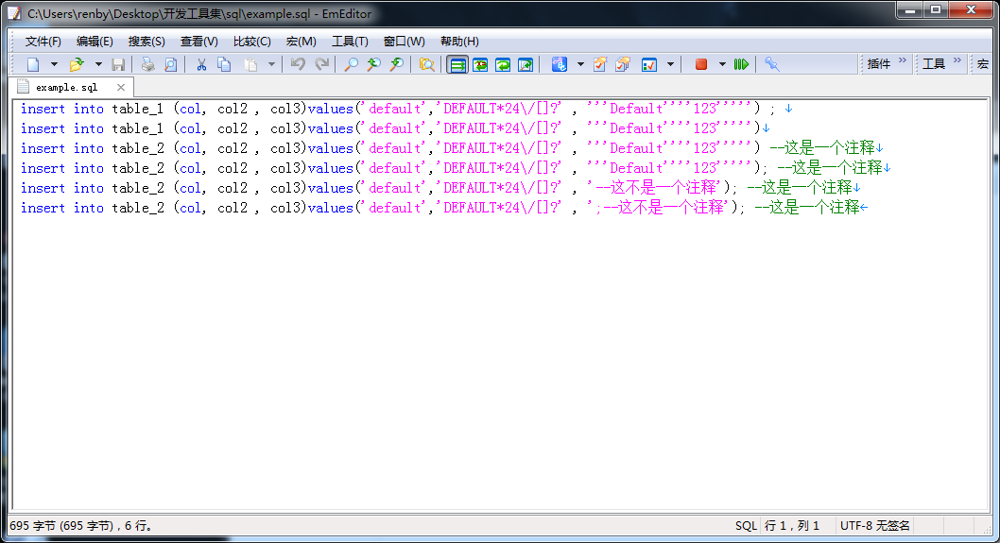 C:\Users\renby\Desktop\开发工具集\sql\example.sql - EmEditor
文件(F) 编辑(E) 搜索(S) 查看(V) 比较(C) 宏(M) 工具(T) 窗口(W) 帮助(H)
插件 » 工具 » 宏
example.sql ×
insert into table_1 (col, col2 , col3)values('default','DEFAULT*24\/[]?' , '''Default''''123''''') ; ↓
insert into table_1 (col, col2 , col3)values('default','DEFAULT*24\/[]?' , '''Default''''123''''')↓
insert into table_2 (col, col2 , col3)values('default','DEFAULT*24\/[]?' , '''Default''''123''''') --这是一个注释↓
insert into table_2 (col, col2 , col3)values('default','DEFAULT*24\/[]?' , '''Default''''123'''''); --这是一个注释↓
insert into table_2 (col, col2 , col3)values('default','DEFAULT*24\/[]?' , '--这不是一个注释'); --这是一个注释↓
insert into table_2 (col, col2 , col3)values('default','DEFAULT*24\/[]?' , ';--这不是一个注释'); --这是一个注释←
695 字节 (695 字节) , 6 行。 SQL 行 1 , 列 1 UTF-8 无签名